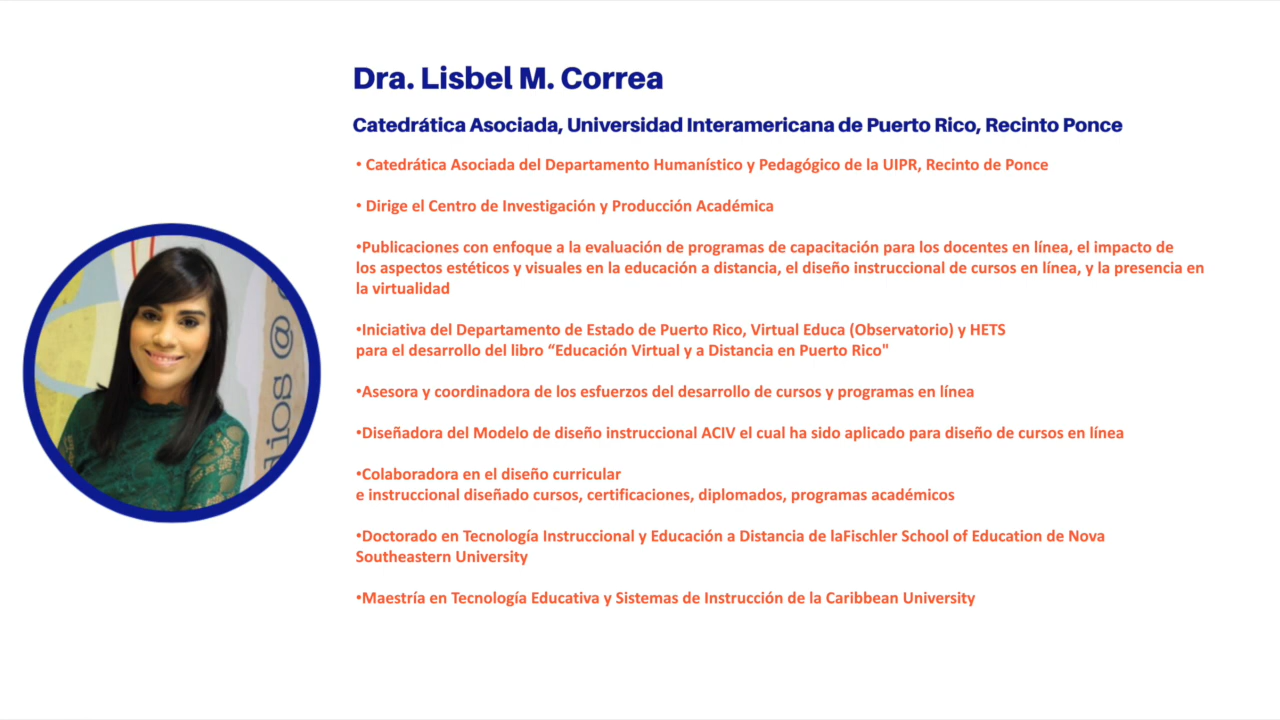 Dra. Lisbel M. Correa
Catedrática Asociada, Universidad Interamericana de Puerto Rico, Recinto Ponce
• Catedrática Asociada del Departamento Humanístico y Pedagógico de la UIPR, Recinto de Ponce
• Dirige el Centro de Investigación y Producción Académica
•Publicaciones con enfoque a la evaluación de programas de capacitación para los docentes en línea, el impacto de
los aspectos estéticos y visuales en la educación a distancia, el diseño instruccional de cursos en línea, y la presencia en
la virtualidad
•Iniciativa del Departamento de Estado de Puerto Rico, Virtual Educa (Observatorio) y HETS
para el desarrollo del libro “Educación Virtual y a Distancia en Puerto Rico"
•Asesora y coordinadora de los esfuerzos del desarrollo de cursos y programas en línea
•Diseñadora del Modelo de diseño instruccional ACIV el cual ha sido aplicado para diseño de cursos en línea
•Colaboradora en el diseño curricular
e instruccional diseñado cursos, certificaciones, diplomados, programas académicos
•Doctorado en Tecnología Instruccional y Educación a Distancia de laFischler School of Education de Nova
Southeastern University
•Maestría en Tecnología Educativa y Sistemas de Instrucción de la Caribbean University